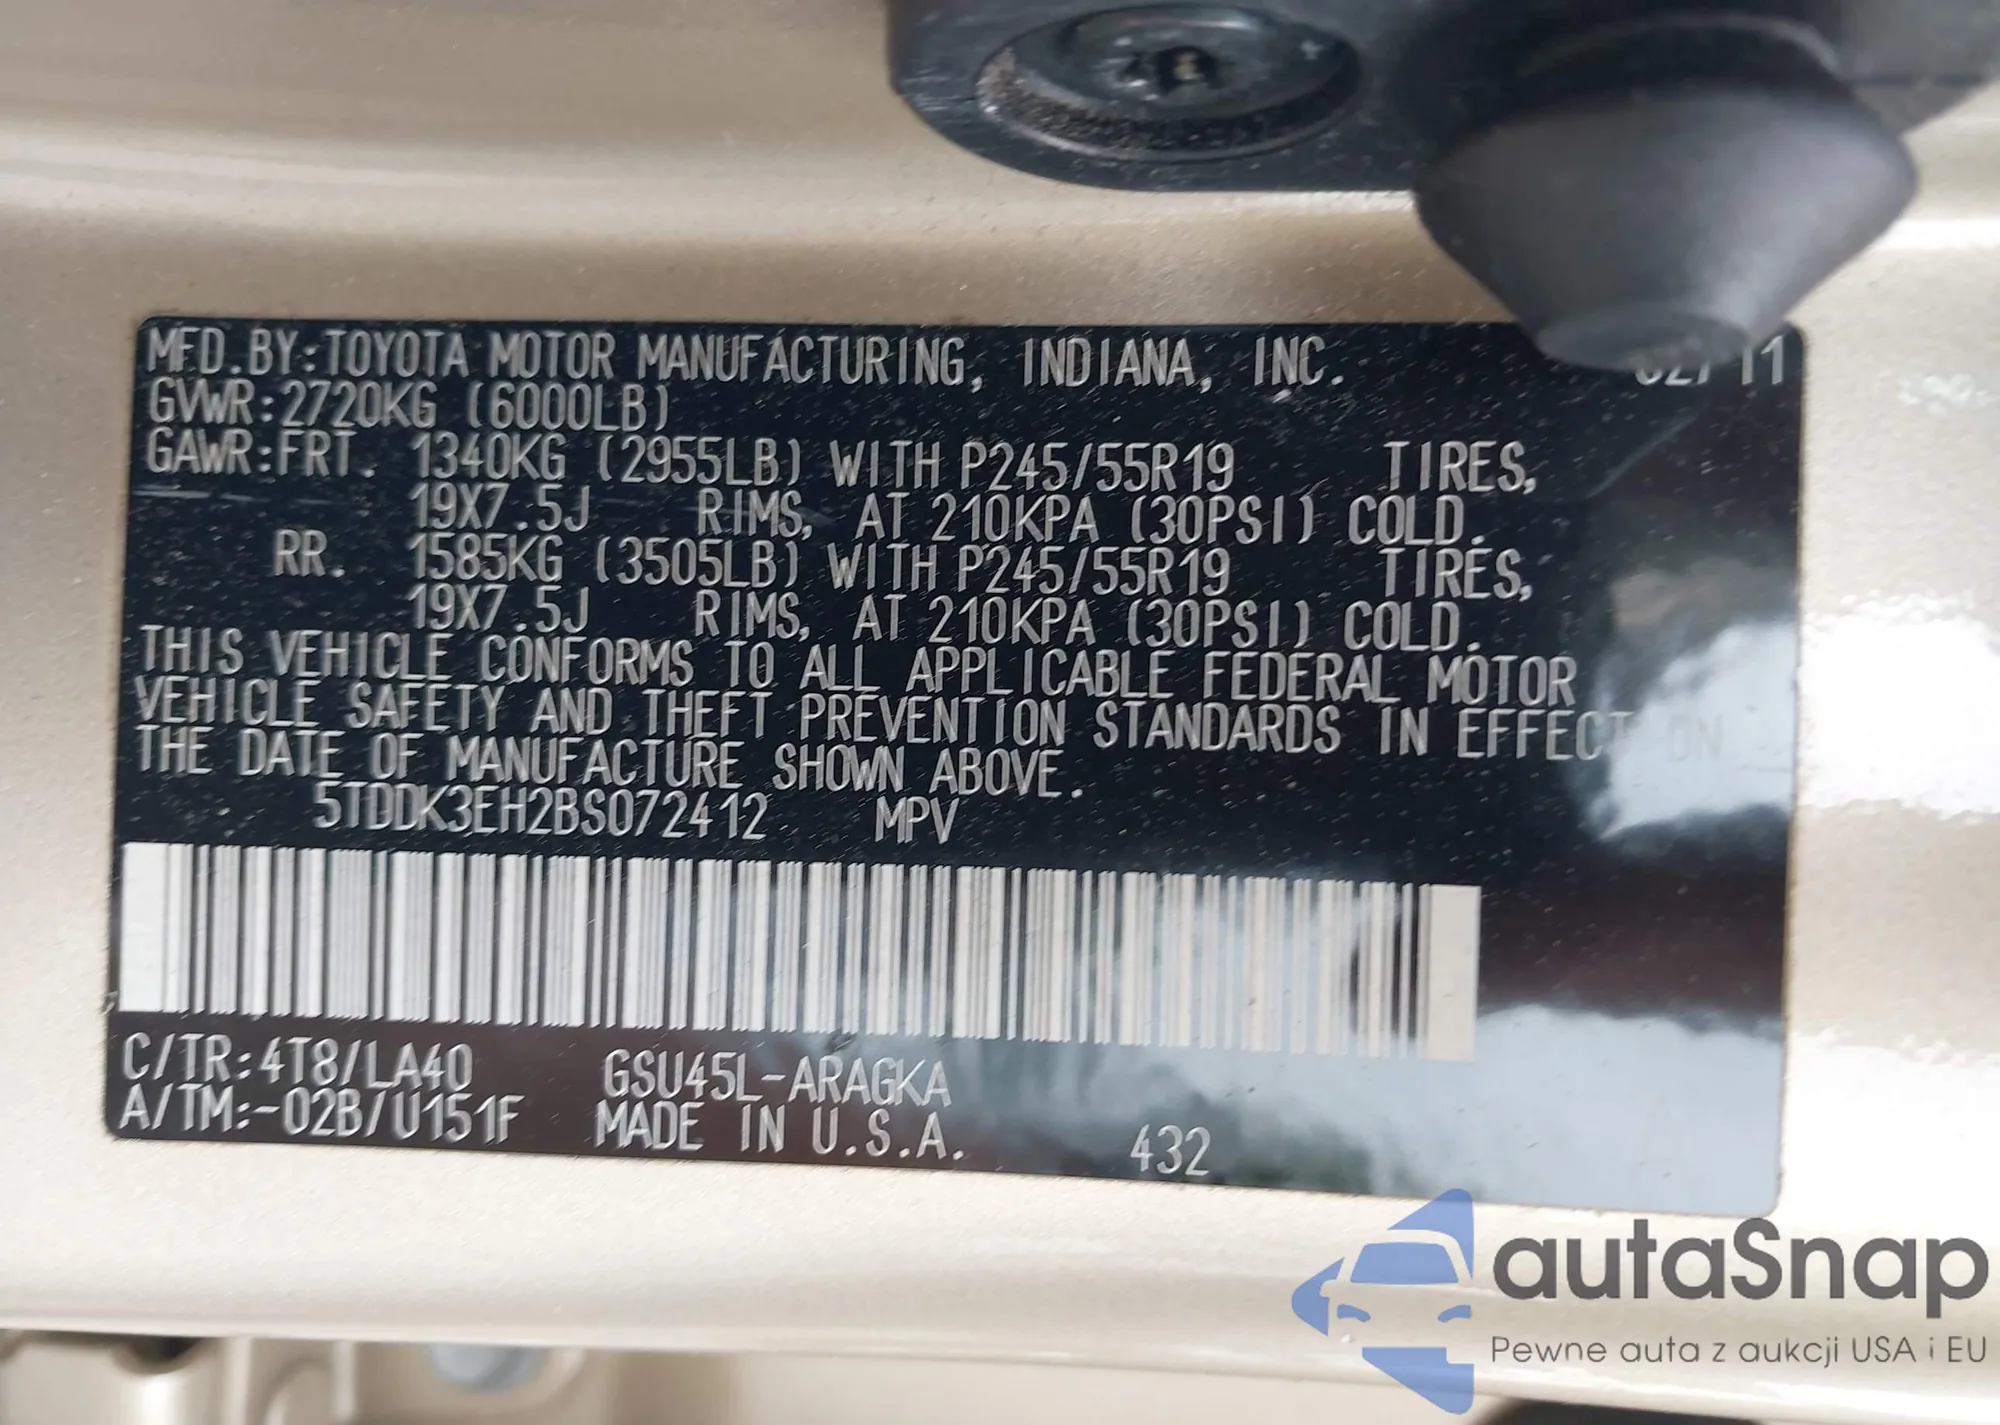 MFD.BY:TOYOTA MOTOR MANUFACTURING, INDIANA, INC. 02/11
GVWR:2720KG (6000LB)
GAWR:FRT. 1340KG (2955LB) WITH P245/55R19 TIRES,
19X7.5J RIMS, AT 210KPA (30PSI) COLD.
RR. 1585KG (3505LB) WITH P245/55R19 TIRES,
19X7.5J RIMS, AT 210KPA (30PSI) COLD.
THIS VEHICLE CONFORMS TO ALL APPLICABLE FEDERAL MOTOR
VEHICLE SAFETY AND THEFT PREVENTION STANDARDS IN EFFECT ON
THE DATE OF MANUFACTURE SHOWN ABOVE.
5TDDK3EH2BS072412 MPV
C/TR:4T8/LA40 GSU45L-ARAGKA
A/TM:-02B/U151F MADE IN U.S.A. 432
autaSnap
Pewne auta z aukcji USA i EU